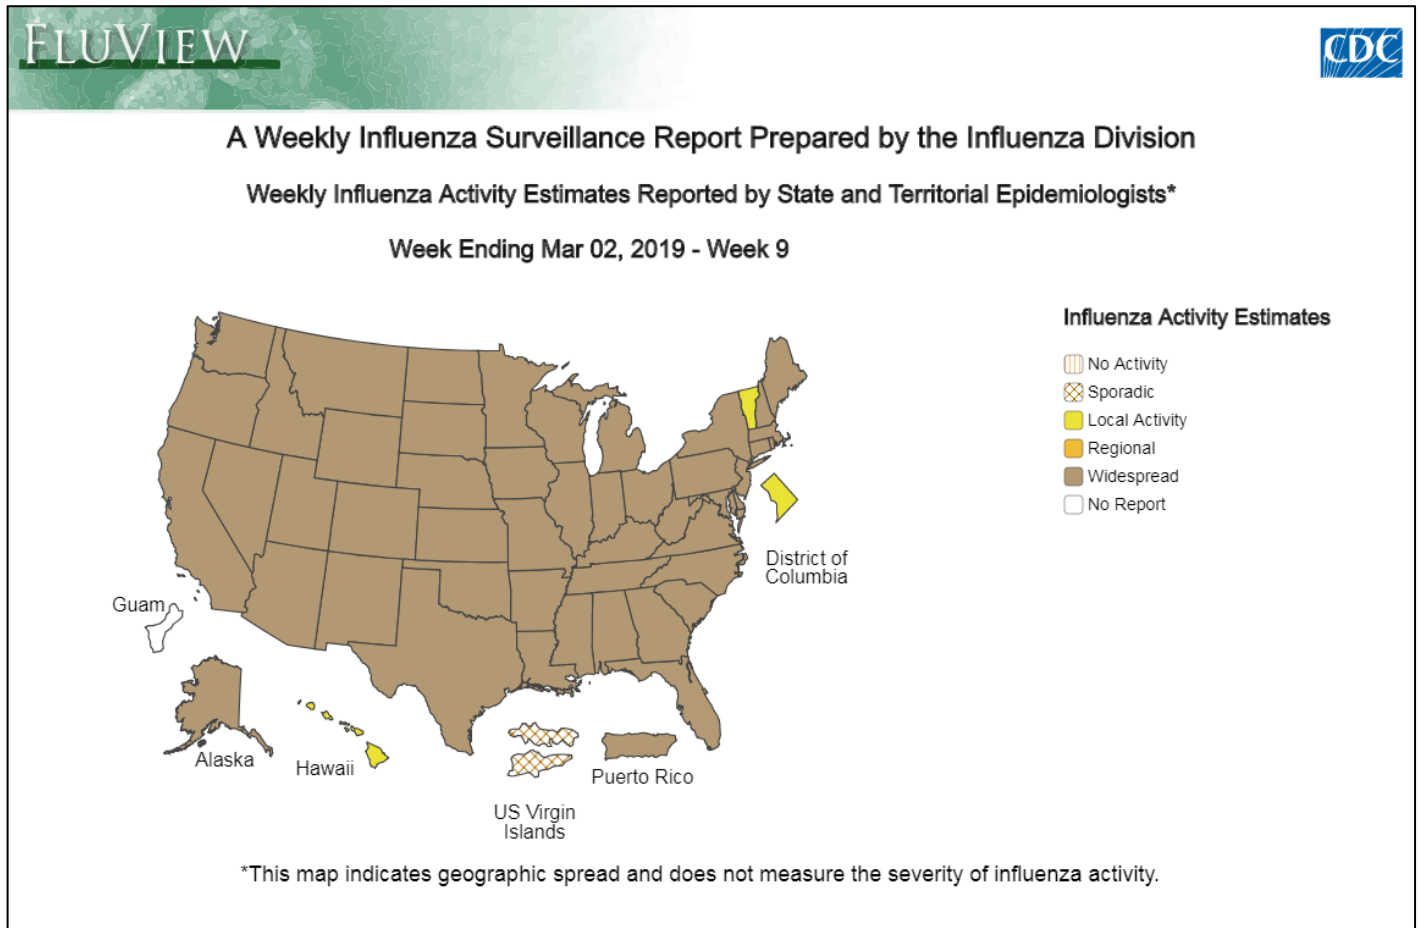 FLUVIEW
CDC
A Weekly Influenza Surveillance Report Prepared by the Influenza Division
Weekly Influenza Activity Estimates Reported by State and Territorial Epidemiologists*
Week Ending Mar 02, 2019 - Week 9
Influenza Activity Estimates
No Activity
Sporadic
Local Activity
Regional
Widespread
No Report
District of
Columbia
Guam
Alaska
Hawaii
US Virgin
Islands
Puerto Rico
*This map indicates geographic spread and does not measure the severity of influenza activity.